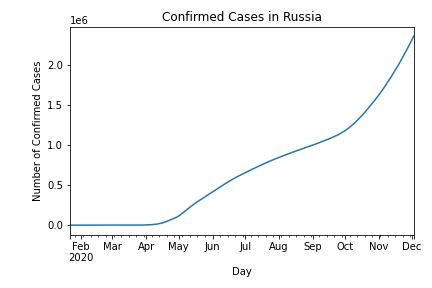 Confirmed Cases in Russia
1e6
Number of Confirmed Cases
2.0
1.5
1.0
0.5
0.0
Feb Mar Apr May Jun Jul Aug Sep Oct Nov Dec
2020
Day